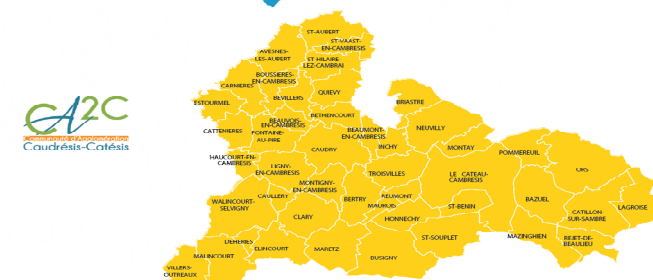 CA2C
Communauté d'Agglomération
Caudrésis-Catésis
ST-AUBERT
ST-VAAST-
EN-CAMBRESIS
AVESNES-
LES-AUBERT
ST-HILAIRE
LEZ-CAMBRAI
BOUSSIERES-
EN-CAMBRESIS
CARNIERES
QUIEVY
BEVILLERS
ESTOURMEL
BRIASTRE
BETHENCOURT
BEAUVOIS-
EN-CAMBRESIS
NEUVILLY
CATTENIERES
FONTAINE-
AU-PIRE
BEAUMONT-
EN-CAMBRESIS
INCHY
MONTAY
CAUDRY
POMMEREUIL
HAUCOURT-EN-
CAMBRESIS
LIGNY-
EN-CAMBRESIS
TROISVILLES
LE CATEAU-
CAMBRESIS
ORS
MONTIGNY-
EN-CAMBRESIS
CAULLERY
BERTRY
REUMONT
MAUROIS
BAZUEL
WALINCOURT-
SELVIGNY
ST-BENIN
LAGROISE
CATILLON
SUR-SAMBRE
CLARY
HONNECHY
DEHERIES
ELINCOURT
MARETZ
ST-SOUPLET
MAZINGHIEN
REJET-DE-
BEAULIEU
MALINCOURT
BUSIGNY
VILLERS-
OUTREAUX